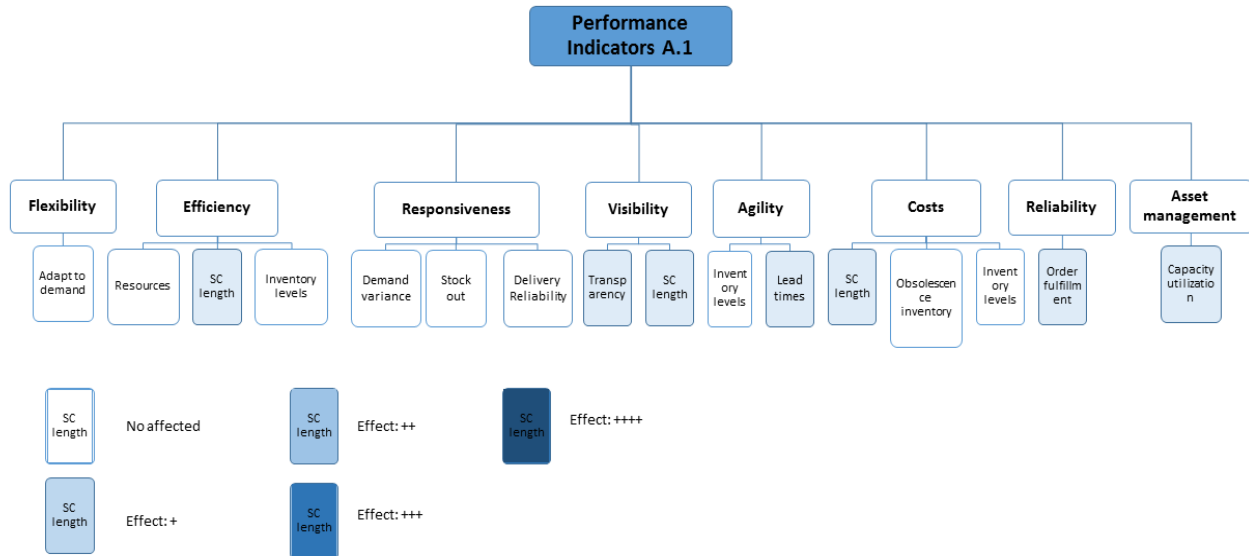 Performance
Indicators A.1
Flexibility
Efficiency
Responsiveness
Visibility
Agility
Costs
Reliability
Asset
management
Adapt to
demand
Resources
SC
length
Inventory
levels
Demand
variance
Stock
out
Delivery
Reliability
Transp
arency
SC
length
Invent
ory
levels
Lead
times
SC
length
Obsolescen
ce
inventory
Invent
ory
levels
Order
fulfillm
ent
Capacity
utilizatio
n
SC
length
No affected
SC
length
Effect: ++
SC
length
Effect: ++++
SC
length
Effect: +
SC
length
Effect: +++